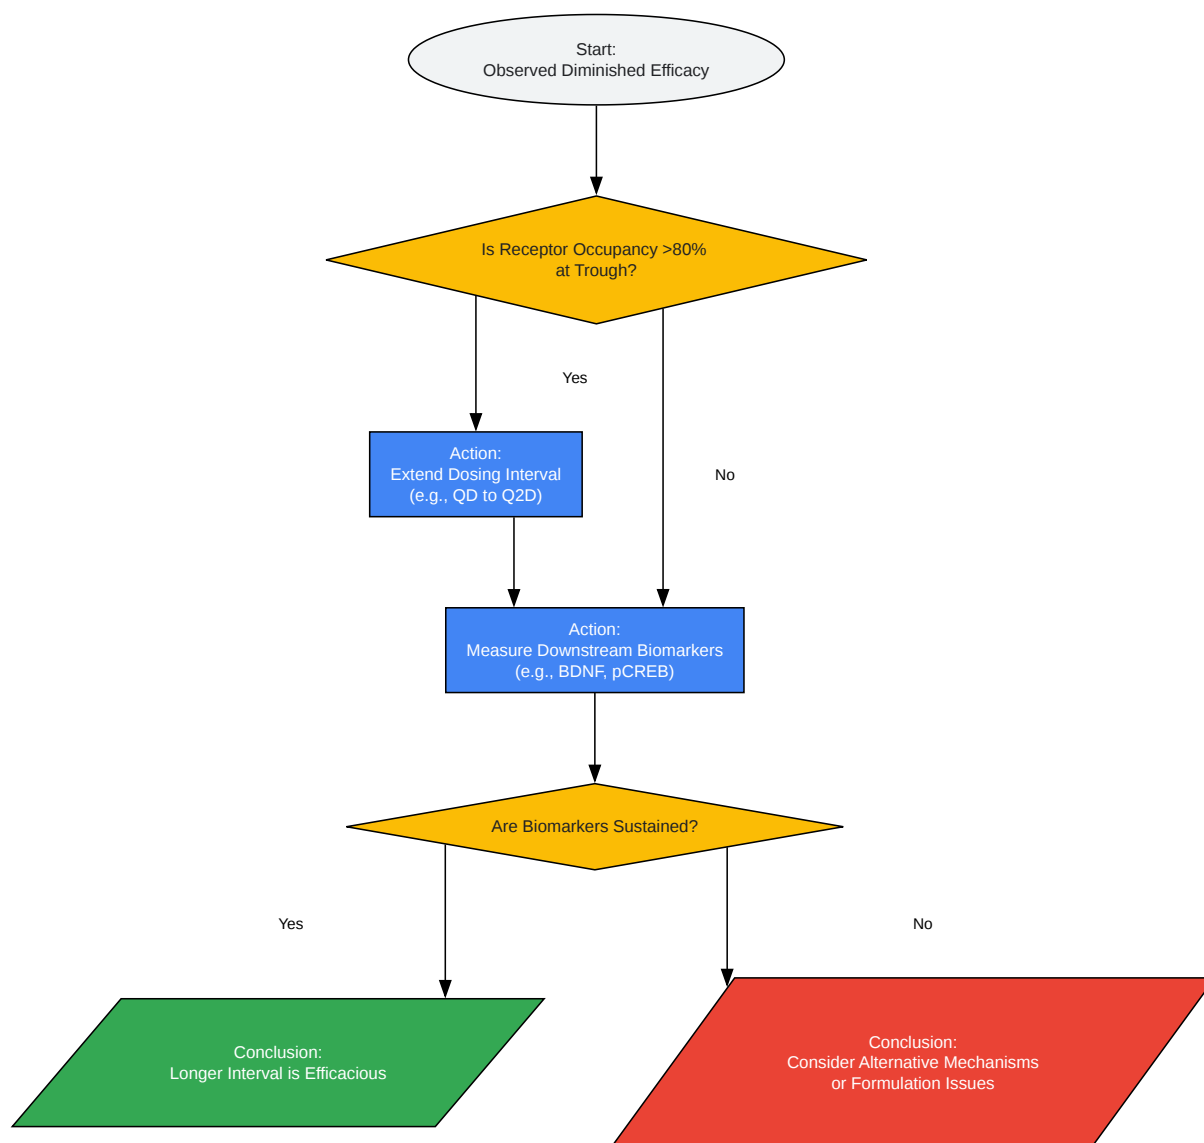 Start:
Observed Diminished Efficacy
Is Receptor Occupancy >80%
at Trough?
Yes
Action:
Extend Dosing Interval
(e.g., QD to Q2D)
No
Action:
Measure Downstream Biomarkers
(e.g., BDNF, pCREB)
Are Biomarkers Sustained?
Yes
No
Conclusion:
Longer Interval is Efficacious
Conclusion:
Consider Alternative Mechanisms
or Formulation Issues